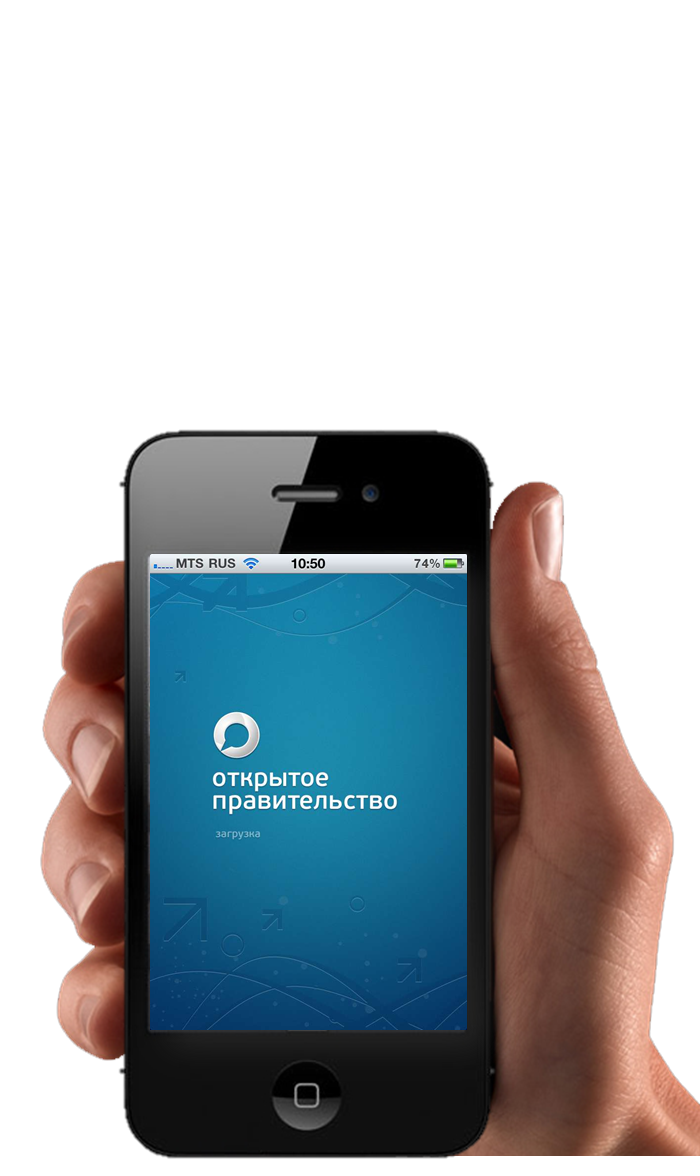 MTS RUS 10:50 74%
открытое
правительство
загрузка